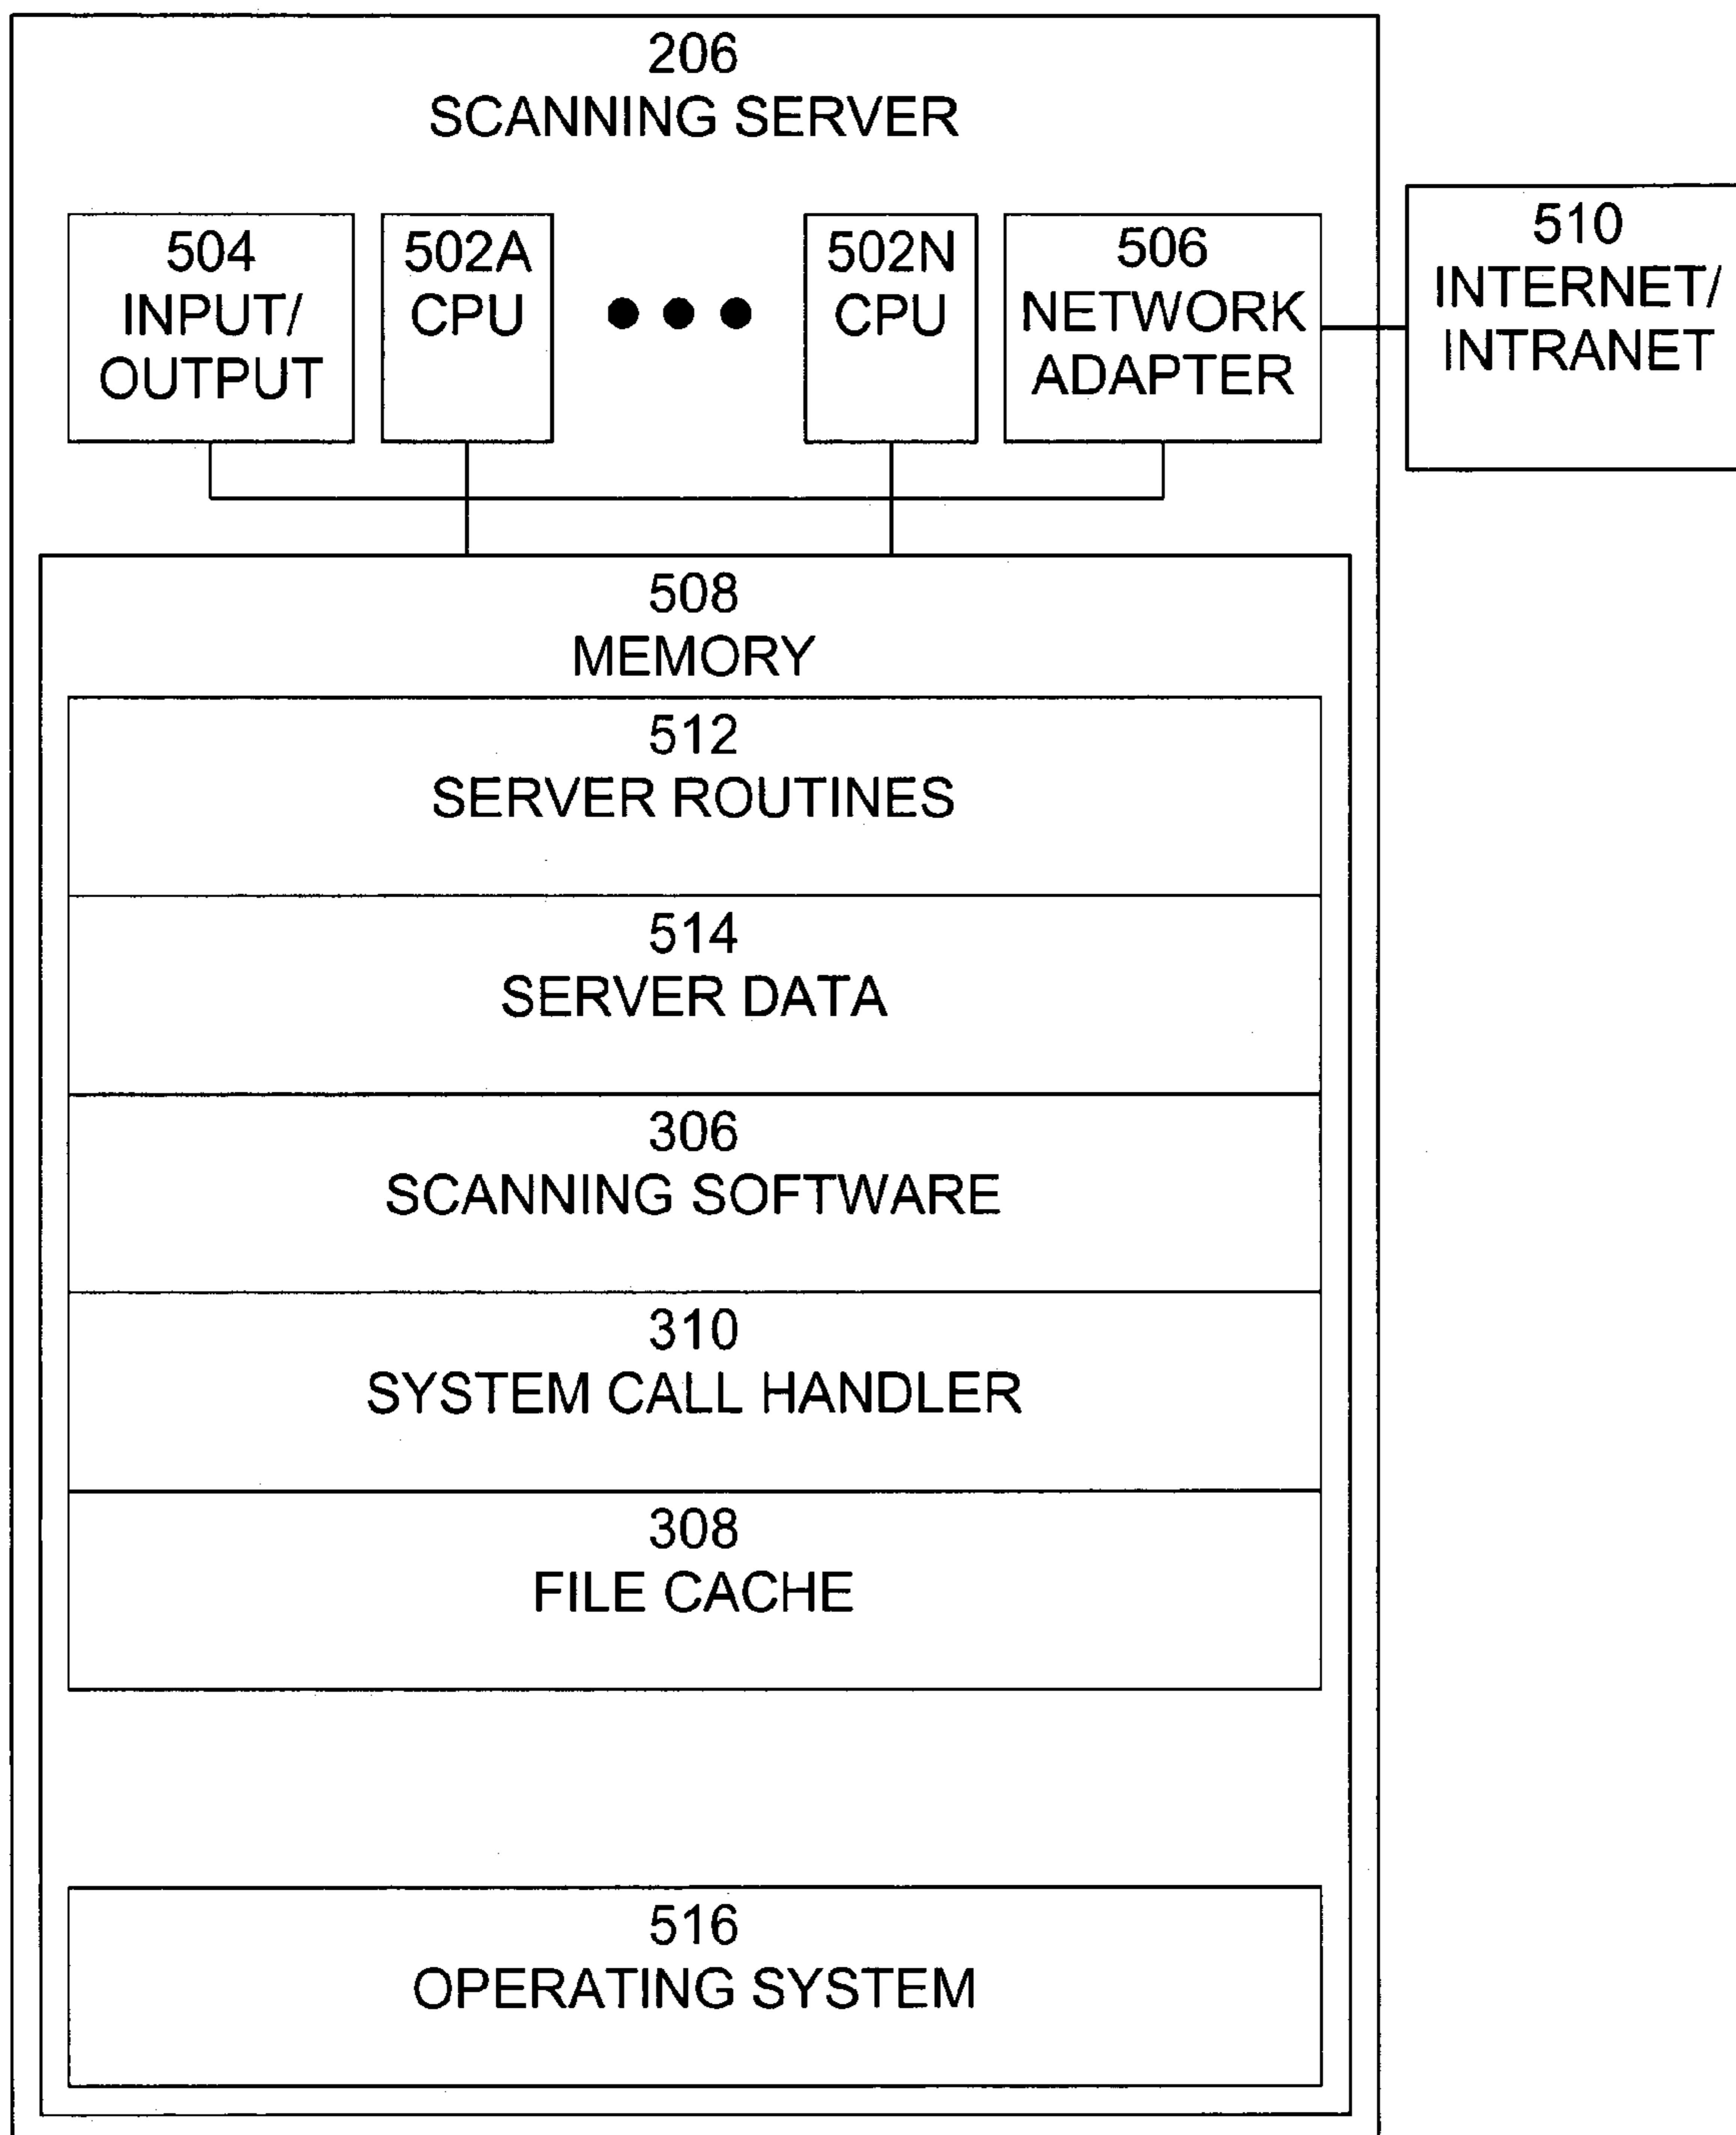 206
SCANNING SERVER
504
INPUT/
OUTPUT
502A
CPU
502N
CPU
506
NETWORK
ADAPTER
510
INTERNET/
INTRANET
508
MEMORY
512
SERVER ROUTINES
514
SERVER DATA
306
SCANNING SOFTWARE
310
SYSTEM CALL HANDLER
308
FILE CACHE
516
OPERATING SYSTEM